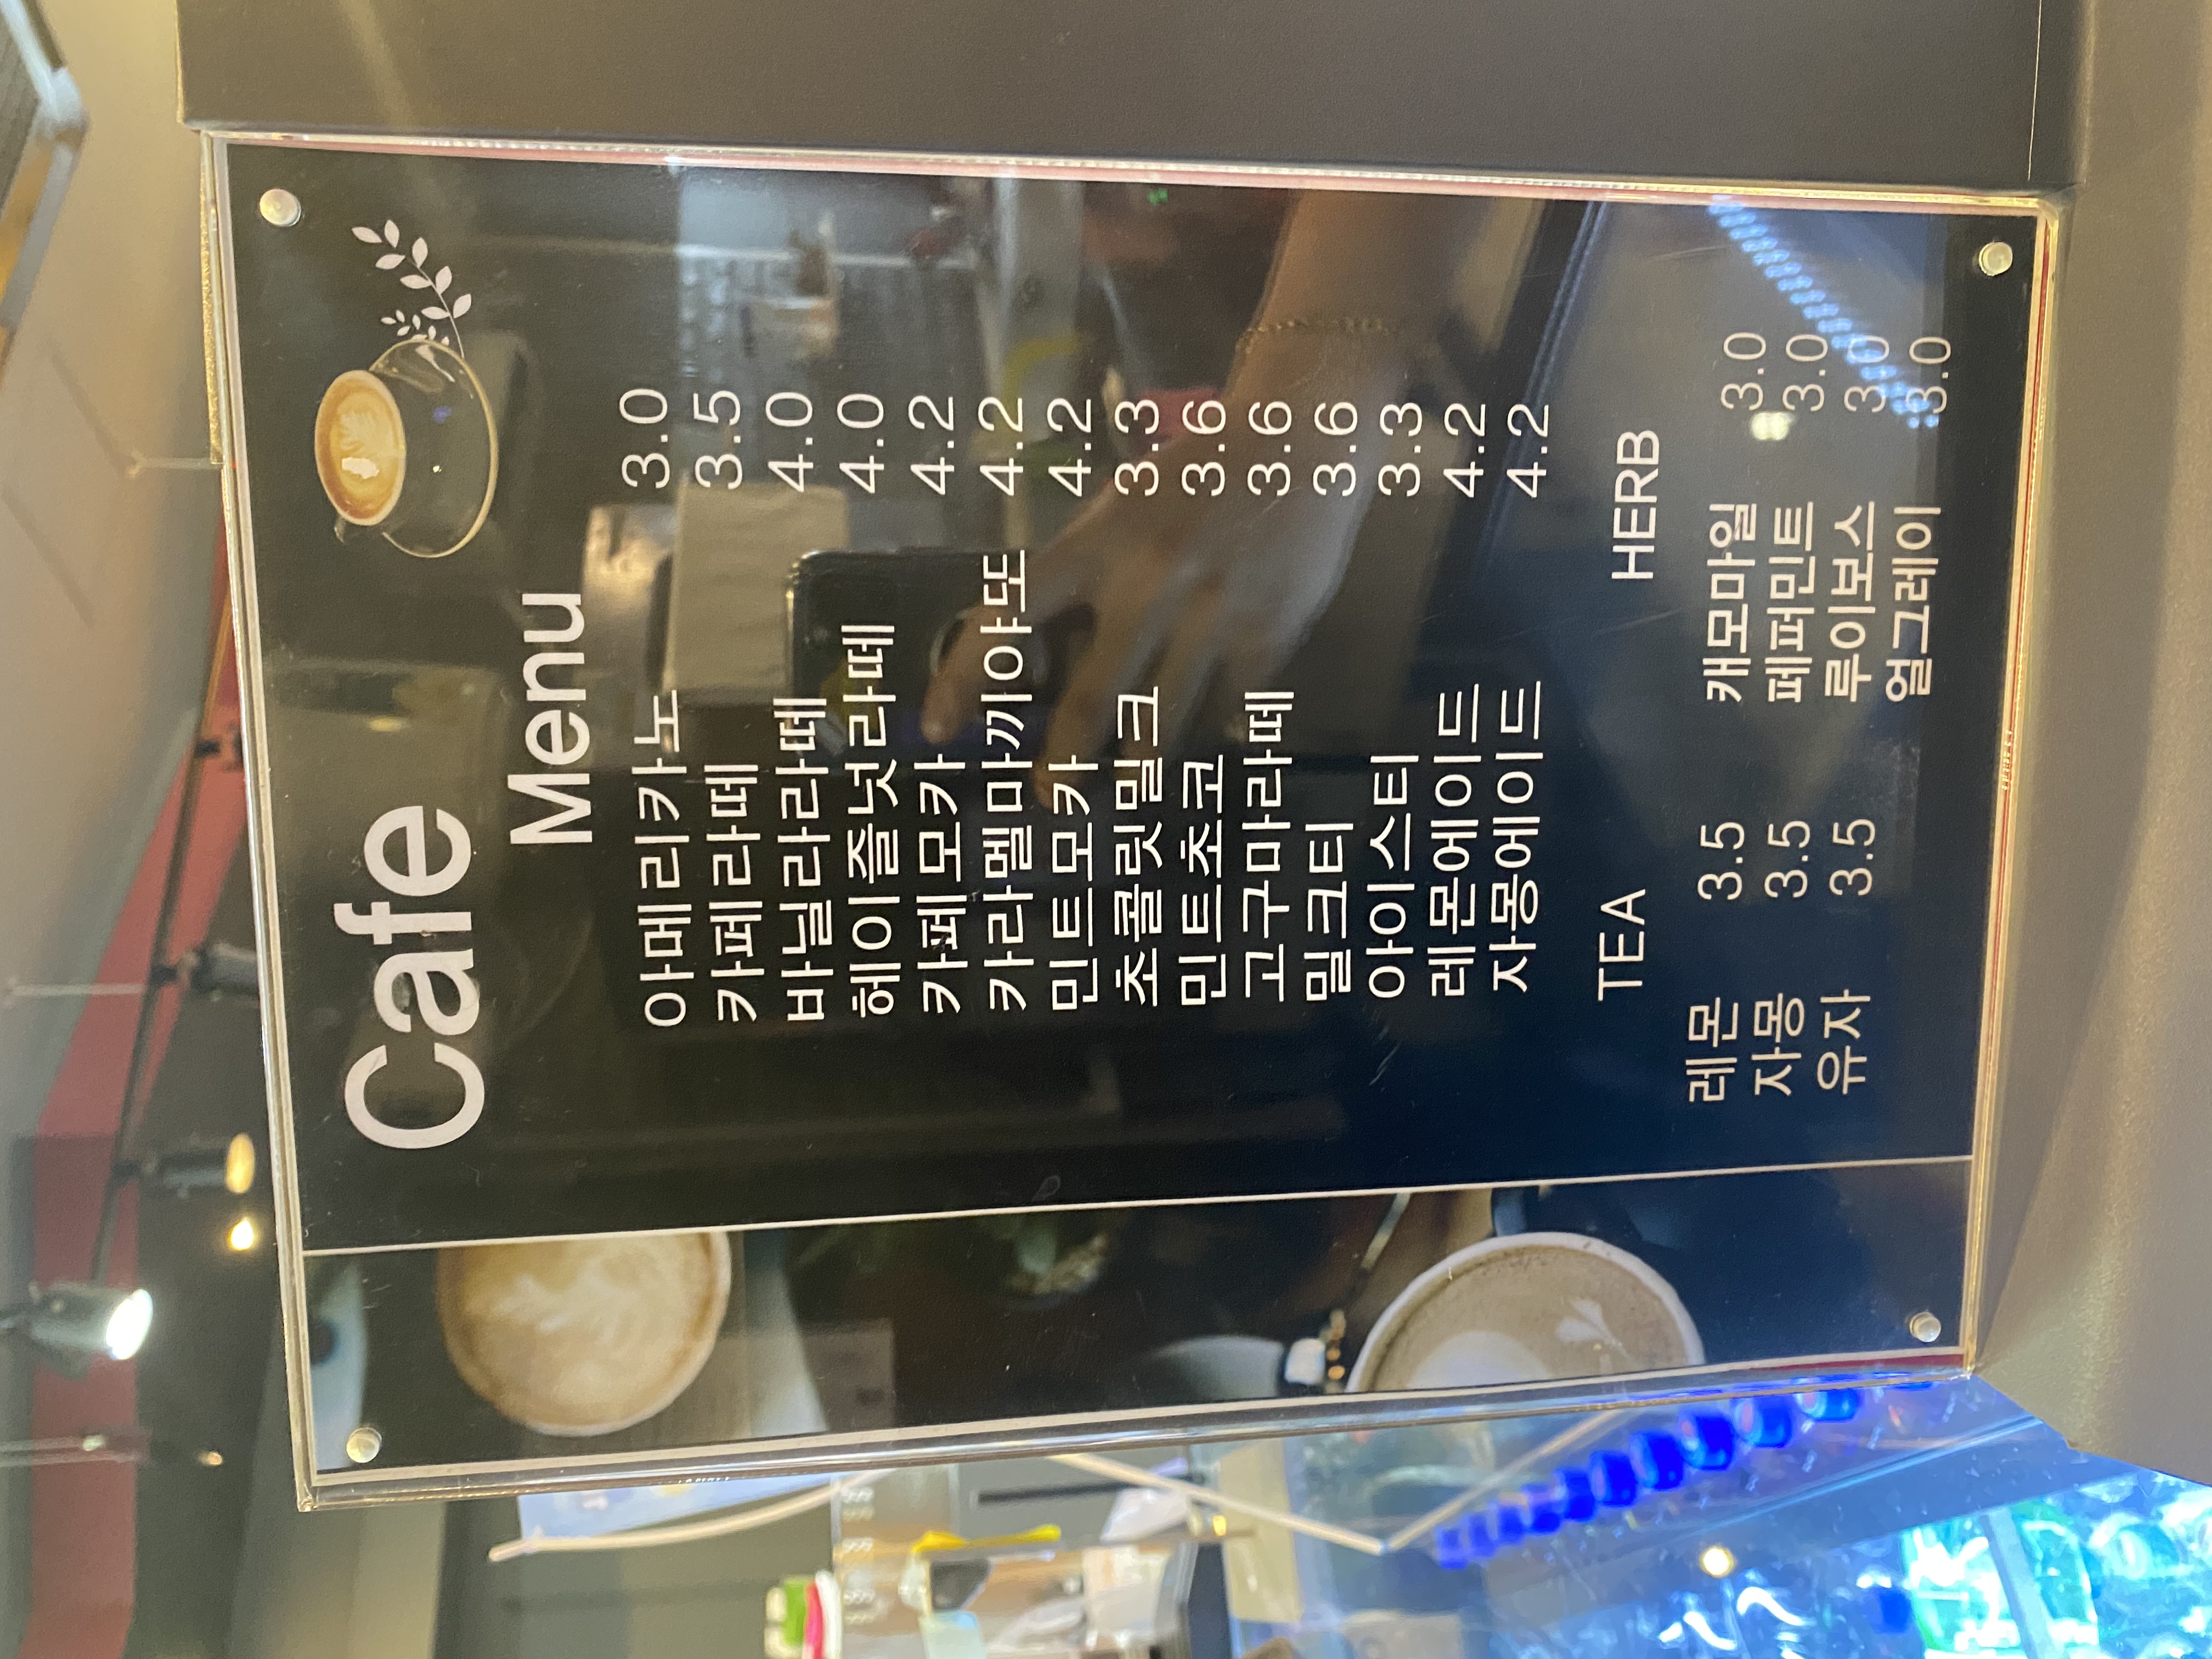 Cafe
Menu
아메리카노 3.0
카페라떼 3.5
바닐라라떼 4.0
헤이즐넛라떼 4.0
카페모카 4.2
카라멜마끼야또 4.2
민트모카 4.2
초콜릿밀크 3.3
민트초코 3.6
고구마라떼 3.6
밀크티 3.6
아이스티 3.3
레몬에이드 4.2
자몽에이드 4.2
TEA
레몬 3.5
자몽 3.5
유자 3.5
HERB
캐모마일 3.0
페퍼민트 3.0
루이보스 3.0
얼그레이 3.0